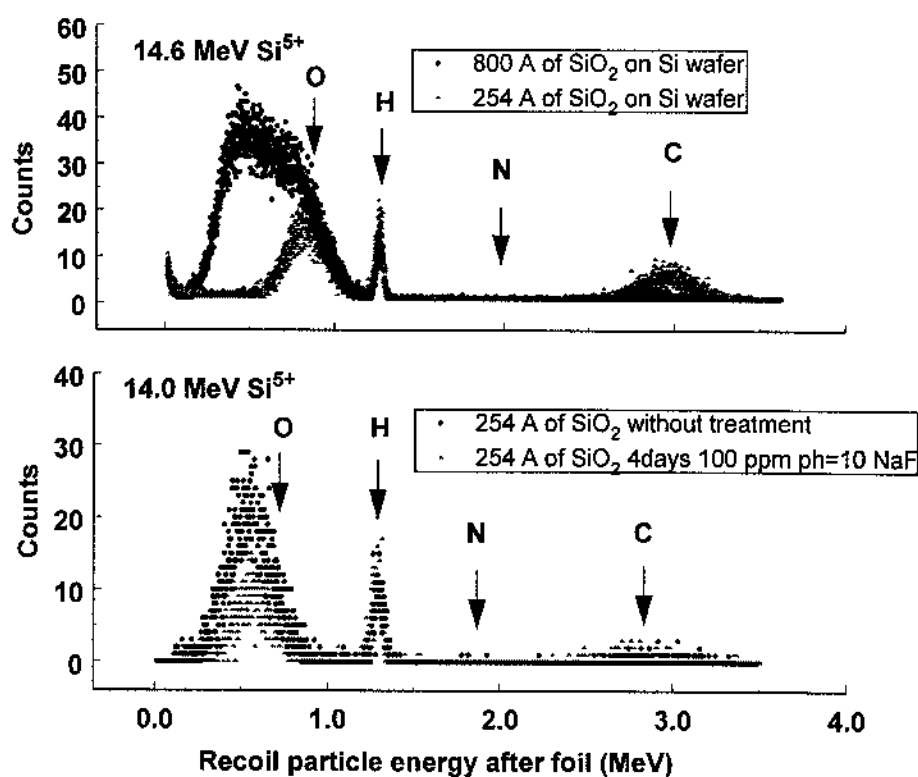 60
50
40
30
20
10
0
Counts
14.6 MeV Si⁵⁺
• 800 A of SiO₂ on Si wafer
▴ 254 A of SiO₂ on Si wafer
O
H
N
C
40
30
20
10
0
Counts
14.0 MeV Si⁵⁺
• 254 A of SiO₂ without treatment
▴ 254 A of SiO₂ 4days 100 ppm ph=10 NaF
O
H
N
C
0.0 1.0 2.0 3.0 4.0
Recoil particle energy after foil (MeV)